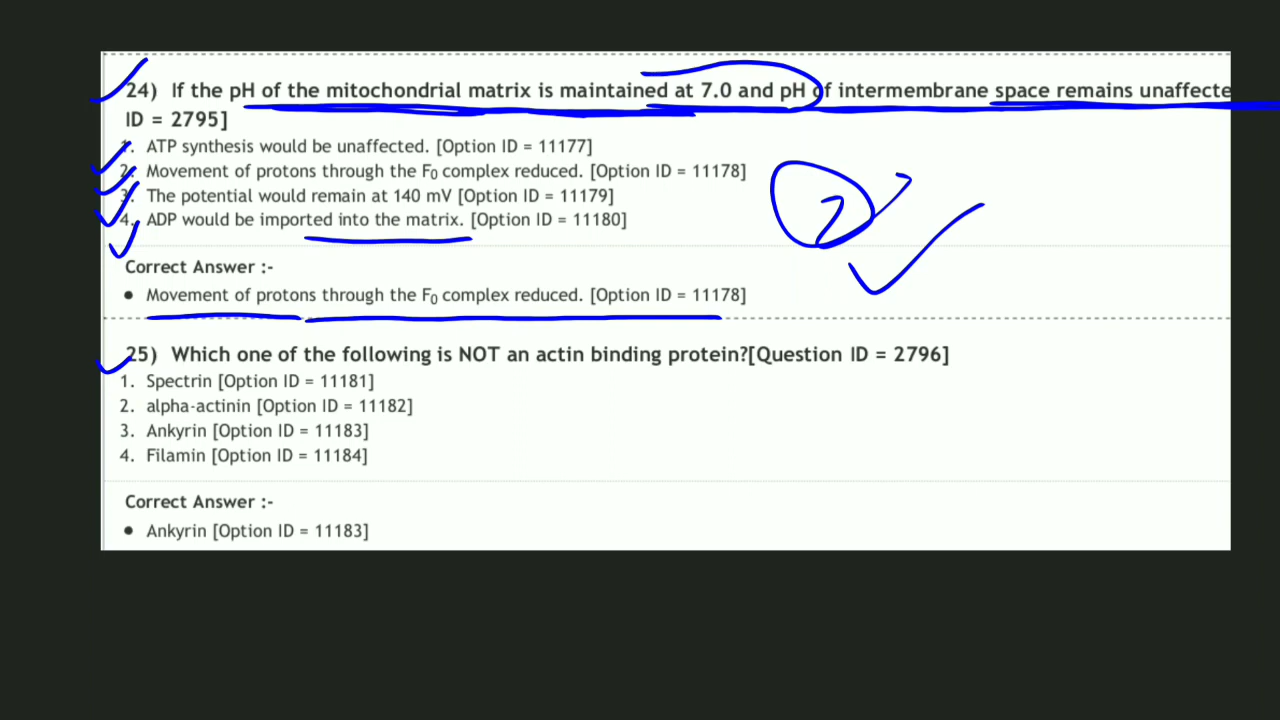 24) If the pH of the mitochondrial matrix is maintained at 7.0 and pH of intermembrane space remains unaffecte
ID = 2795]
1. ATP synthesis would be unaffected. [Option ID = 11177]
2. Movement of protons through the F₀ complex reduced. [Option ID = 11178]
3. The potential would remain at 140 mV [Option ID = 11179]
4. ADP would be imported into the matrix. [Option ID = 11180]
2
Correct Answer :-
• Movement of protons through the F₀ complex reduced. [Option ID = 11178]
25) Which one of the following is NOT an actin binding protein?[Question ID = 2796]
1. Spectrin [Option ID = 11181]
2. alpha-actinin [Option ID = 11182]
3. Ankyrin [Option ID = 11183]
4. Filamin [Option ID = 11184]
Correct Answer :-
• Ankyrin [Option ID = 11183]